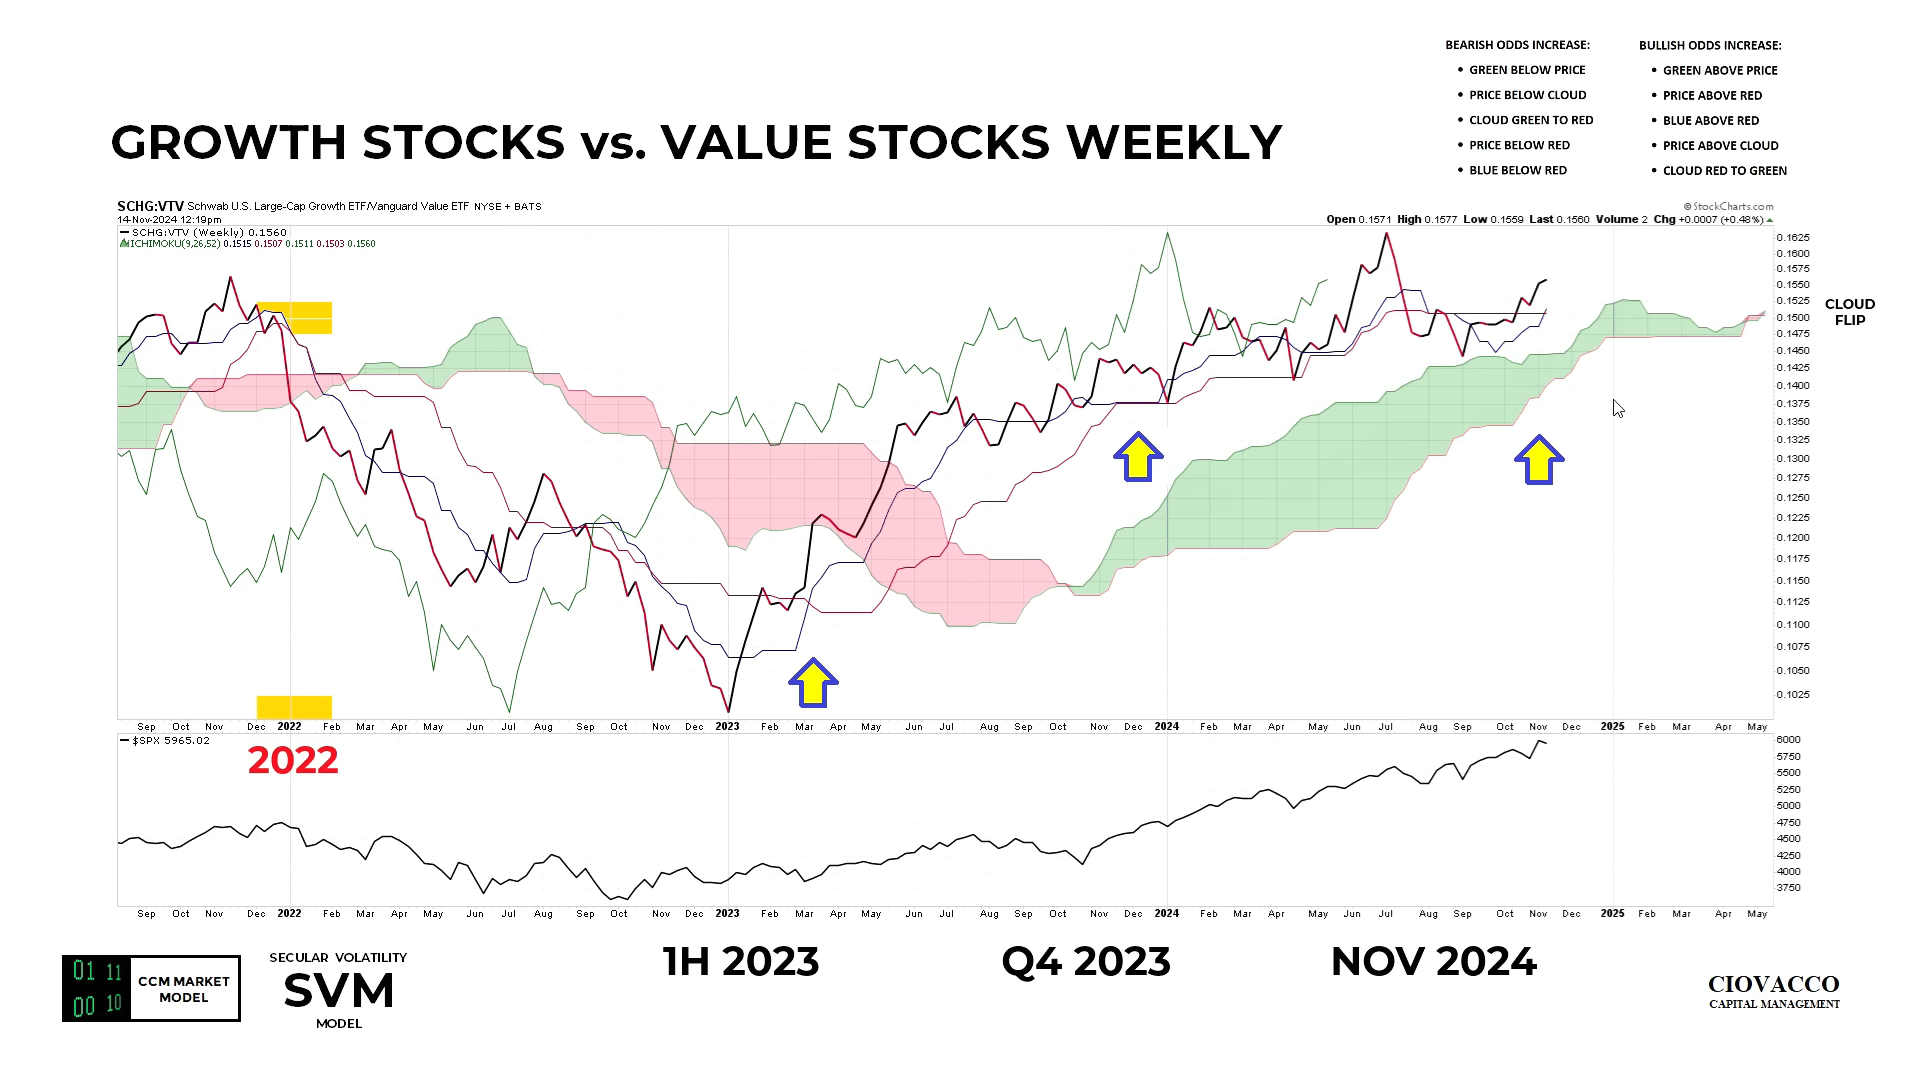 BEARISH ODDS INCREASE:
• GREEN BELOW PRICE
• PRICE BELOW CLOUD
• CLOUD GREEN TO RED
• PRICE BELOW RED
• BLUE BELOW RED
BULLISH ODDS INCREASE:
• GREEN ABOVE PRICE
• PRICE ABOVE RED
• BLUE ABOVE RED
• PRICE ABOVE CLOUD
• CLOUD RED TO GREEN
GROWTH STOCKS vs. VALUE STOCKS WEEKLY
SCHG:VTV Schwab U.S. Large-Cap Growth ETF/Vanguard Value ETF NYSE + BATS
© StockCharts.com
14-Nov-2024 12:19pm
Open 0.1571 High 0.1577 Low 0.1559 Last 0.1560 Volume 2 Chg +0.0007 (+0.48%)
SCHG:VTV (Weekly) 0.1560
ICHIMOKU(9,26,52) 0.1515 0.1507 0.1511 0.1503 0.1560
0.1625
0.1600
0.1575
0.1550
0.1525
0.1500
0.1475
0.1450
0.1425
0.1400
0.1375
0.1350
0.1325
0.1300
0.1275
0.1250
0.1225
0.1200
0.1175
0.1150
0.1125
0.1100
0.1075
0.1050
0.1025
CLOUD
FLIP
Sep Oct Nov Dec 2022 Feb Mar Apr May Jun Jul Aug Sep Oct Nov Dec 2023 Feb Mar Apr May Jun Jul Aug Sep Oct Nov Dec 2024 Feb Mar Apr May Jun Jul Aug Sep Oct Nov Dec 2025 Feb Mar Apr May
$SPX 5965.02
2022
6000
5750
5500
5250
5000
4750
4500
4250
4000
3750
Sep Oct Nov Dec 2022 Feb Mar Apr May Jun Jul Aug Sep Oct Nov Dec 2023 Feb Mar Apr May Jun Jul Aug Sep Oct Nov Dec 2024 Feb Mar Apr May Jun Jul Aug Sep Oct Nov Dec 2025 Feb Mar Apr May
1H 2023
Q4 2023
NOV 2024
01 11
00 10
CCM MARKET
MODEL
SECULAR VOLATILITY
SVM
MODEL
CIOVACCO
CAPITAL MANAGEMENT